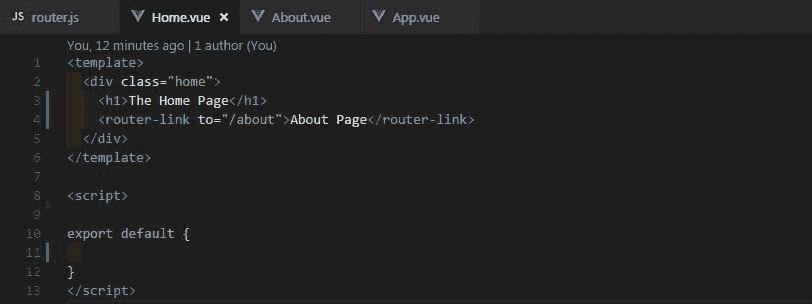 JS router.js Home.vue × About.vue App.vue
You, 12 minutes ago | 1 author (You)
1 <template>
2 <div class="home">
3 <h1>The Home Page</h1>
4 <router-link to="/about">About Page</router-link>
5 </div>
6 </template>
7
8 <script>
9
10 export default {
11
12 }
13 </script>